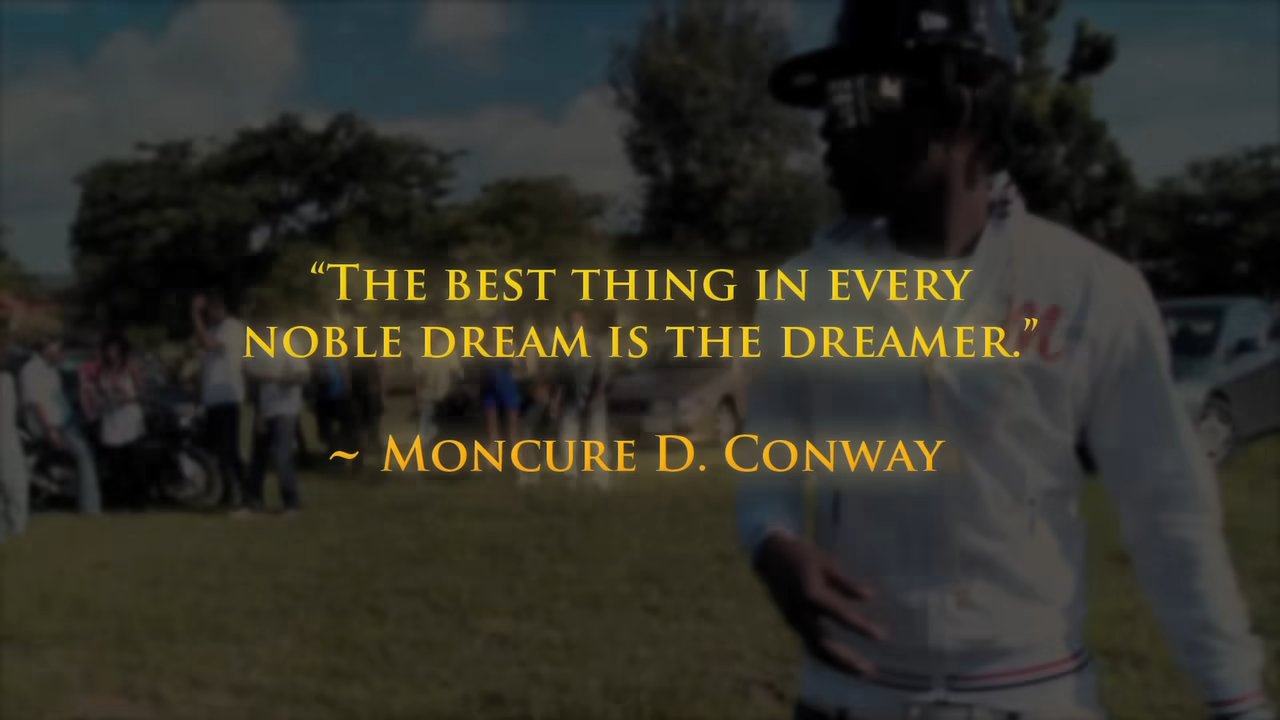 “The best thing in every
noble dream is the dreamer.”
~ Moncure D. Conway